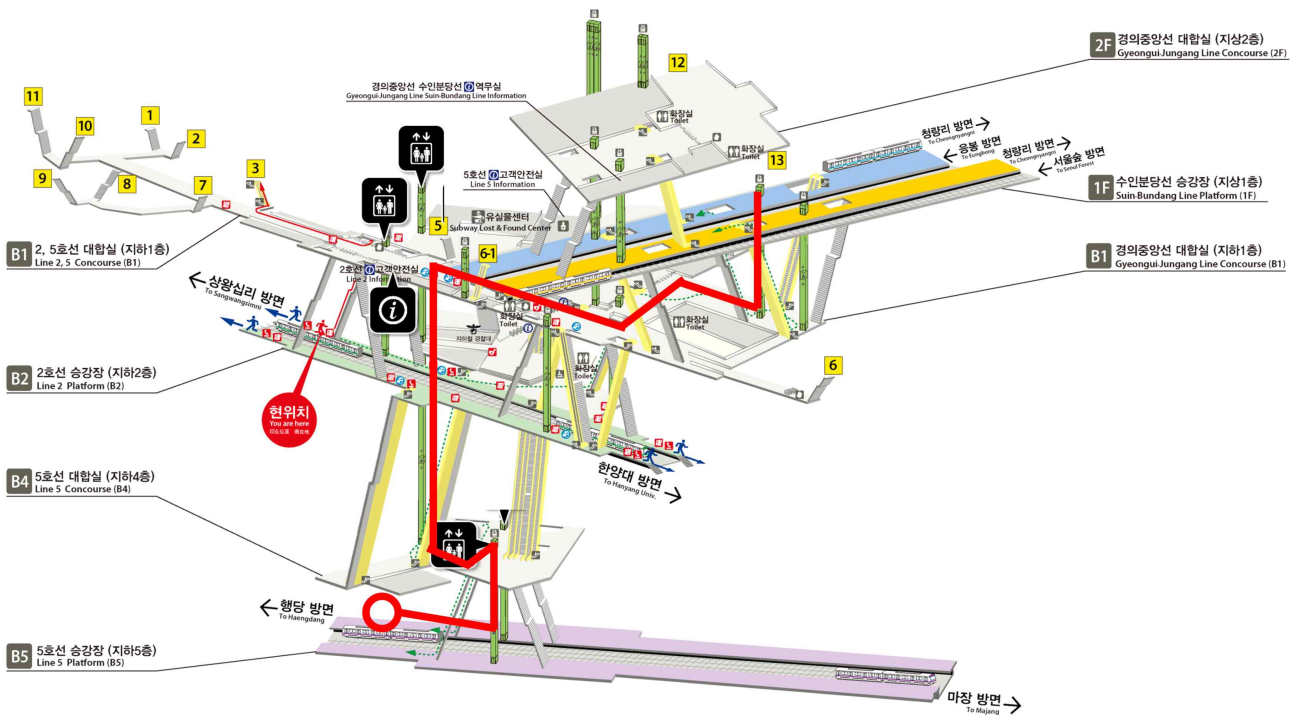 12
2F
경의중앙선 대합실 (지상2층)
Gyeongui·Jungang Line Concourse (2F)
경의중앙선 수인분당선 i 역무실
Gyeongui·Jungang Line Suin·Bundang Line Information
화장실
Toilet
화장실
Toilet
13
11
10
1
2
9
8
7
3
청량리 방면
To Cheongnyangni
응봉 방면
To Eungbong
청량리 방면
To Cheongnyangni
서울숲 방면
To Seoul Forest
5호선 i 고객안전실
Line 5 Information
유실물센터
Subway Lost & Found Center
5
6-1
1F
수인분당선 승강장 (지상1층)
Suin·Bundang Line Platform (1F)
B1
2, 5호선 대합실 (지하1층)
Line 2, 5 Concourse (B1)
B1
경의중앙선 대합실 (지하1층)
Gyeongui·Jungang Line Concourse (B1)
2호선 i 고객안전실
Line 2 Information
i
상왕십리 방면
To Sangwangsimni
화장실
Toilet
화장실
Toilet
지하철 경찰대
화장실
Toilet
6
B2
2호선 승강장 (지하2층)
Line 2 Platform (B2)
현위치
You are here
한양대 방면
To Hanyang Univ.
B4
5호선 대합실 (지하4층)
Line 5 Concourse (B4)
행당 방면
To Haengdang
B5
5호선 승강장 (지하5층)
Line 5 Platform (B5)
마장 방면
To Majang